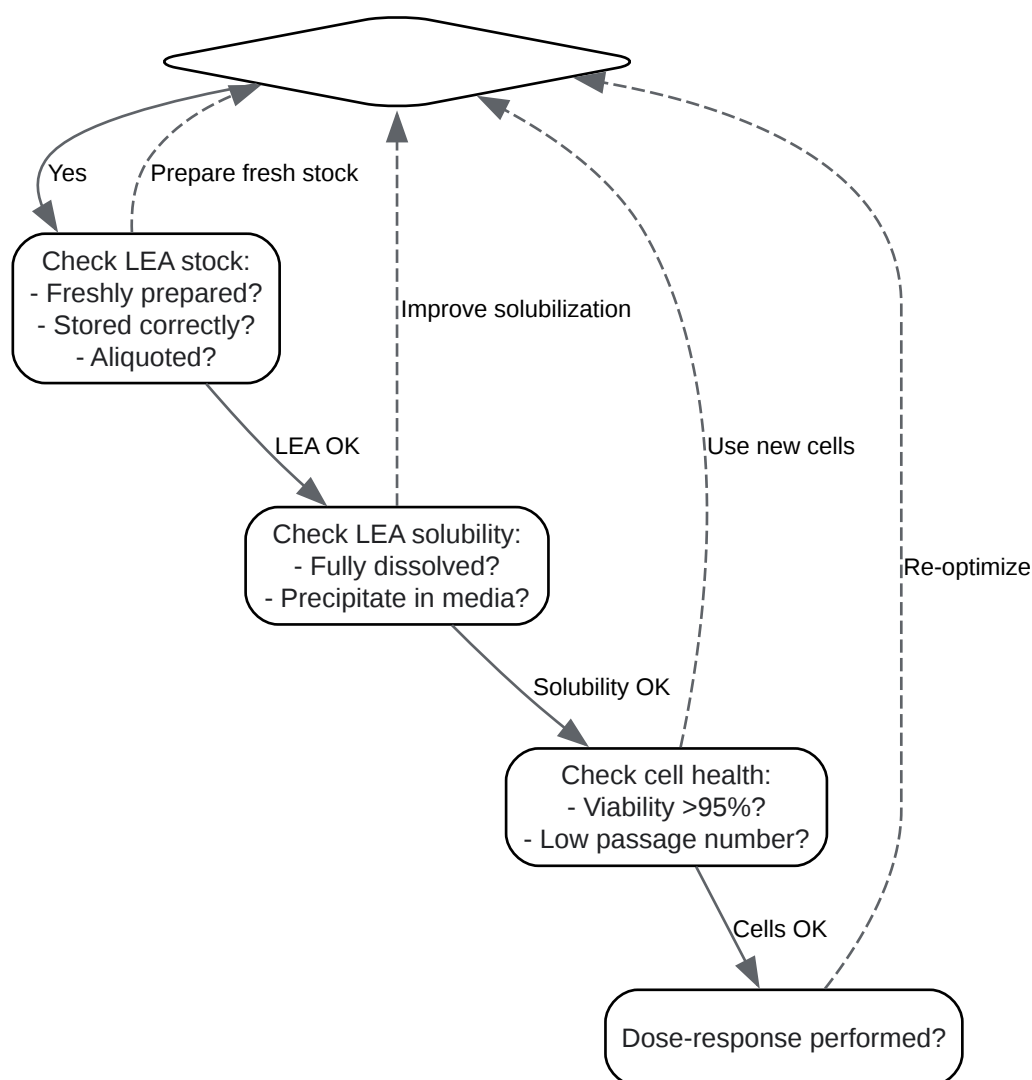 Yes
Prepare fresh stock
Check LEA stock:
- Freshly prepared?
- Stored correctly?
- Aliquoted?
Improve solubilization
LEA OK
Use new cells
Check LEA solubility:
- Fully dissolved?
- Precipitate in media?
Re-optimize
Solubility OK
Check cell health:
- Viability >95%?
- Low passage number?
Cells OK
Dose-response performed?